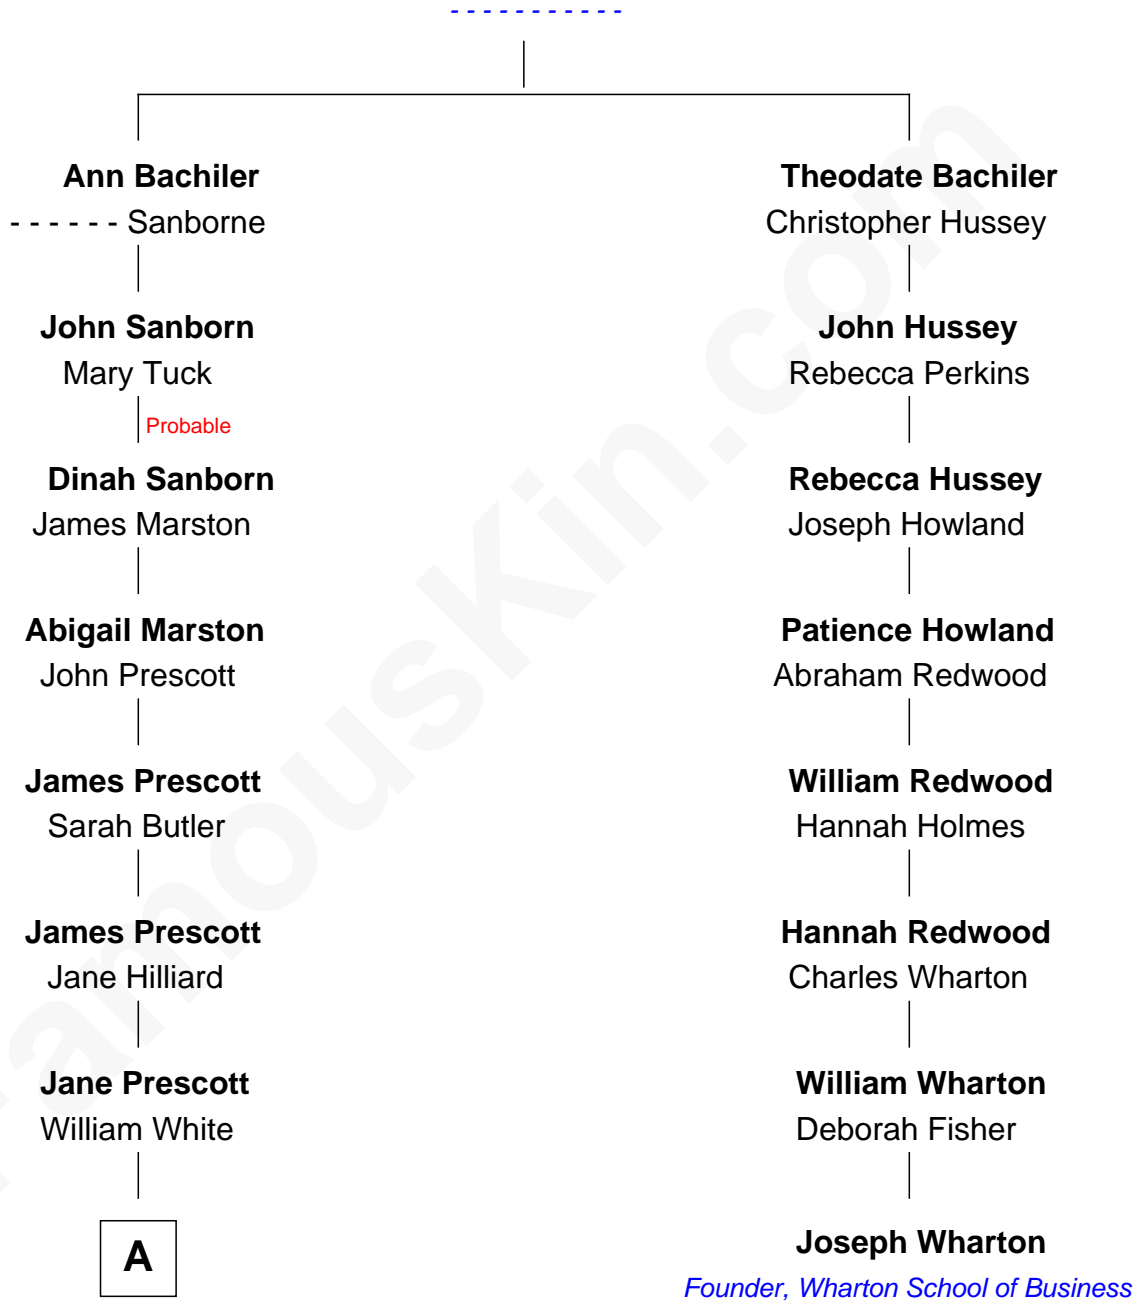 - - - - - - - - - - -
Ann Bachiler
- - - - - - Sanborne
Theodate Bachiler
Christopher Hussey
John Sanborn
Mary Tuck
John Hussey
Rebecca Perkins
Probable
Dinah Sanborn
James Marston
Rebecca Hussey
Joseph Howland
Abigail Marston
John Prescott
Patience Howland
Abraham Redwood
James Prescott
Sarah Butler
William Redwood
Hannah Holmes
James Prescott
Jane Hilliard
Hannah Redwood
Charles Wharton
Jane Prescott
William White
William Wharton
Deborah Fisher
A
Joseph Wharton
Founder, Wharton School of Business
FamousKin.com